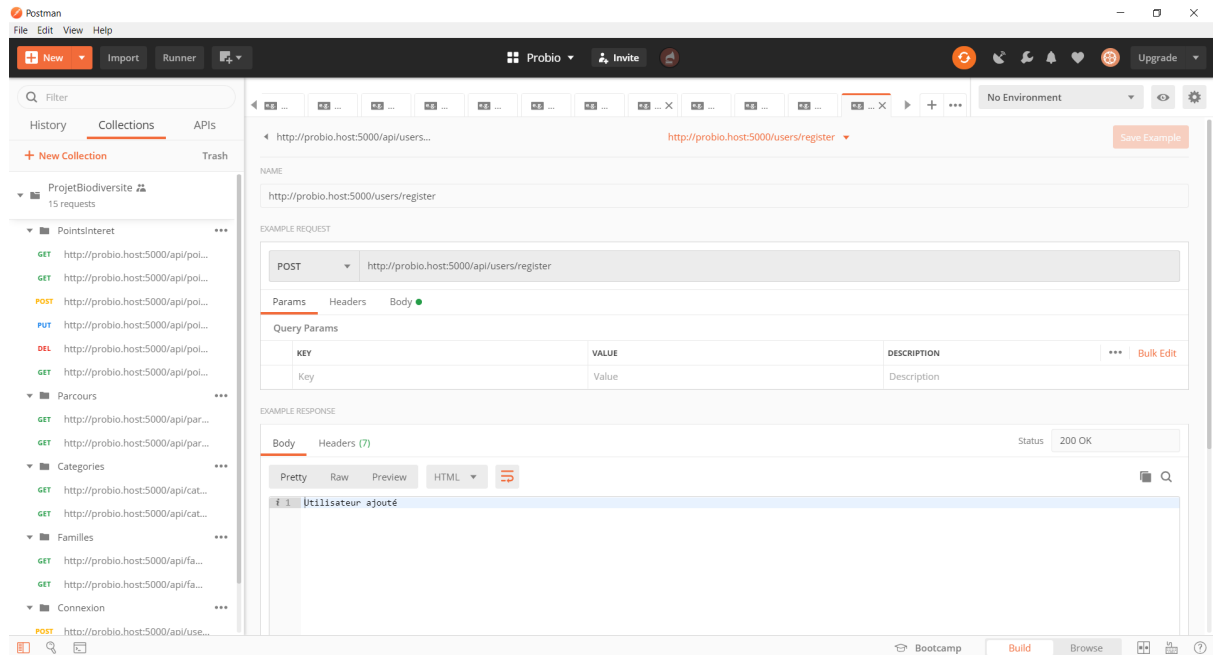 Postman
File Edit View Help
New Import Runner Probio Invite Upgrade
Filter
History Collections APIs
+ New Collection Trash
ProjetBiodiversite
15 requests
PointsInteret
GET http://probio.host:5000/api/poi...
GET http://probio.host:5000/api/poi...
POST http://probio.host:5000/api/poi...
PUT http://probio.host:5000/api/poi...
DEL http://probio.host:5000/api/poi...
GET http://probio.host:5000/api/poi...
Parcours
GET http://probio.host:5000/api/par...
GET http://probio.host:5000/api/par...
Categories
GET http://probio.host:5000/api/cat...
GET http://probio.host:5000/api/cat...
Familles
GET http://probio.host:5000/api/fa...
GET http://probio.host:5000/api/fa...
Connexion
POST http://probio.host:5000/api/use...
e.g. ... e.g. ... e.g. ... e.g. ... e.g. ... e.g. ... e.g. ... X e.g. ... e.g. ... e.g. ... e.g. ... X + ...
No Environment
http://probio.host:5000/api/users... http://probio.host:5000/users/register Save Example
NAME
http://probio.host:5000/users/register
EXAMPLE REQUEST
POST http://probio.host:5000/api/users/register
Params Headers Body
Query Params
KEY VALUE DESCRIPTION ... Bulk Edit
Key Value Description
EXAMPLE RESPONSE
Body Headers (7) Status 200 OK
Pretty Raw Preview HTML
i 1 Utilisateur ajouté
Bootcamp Build Browse